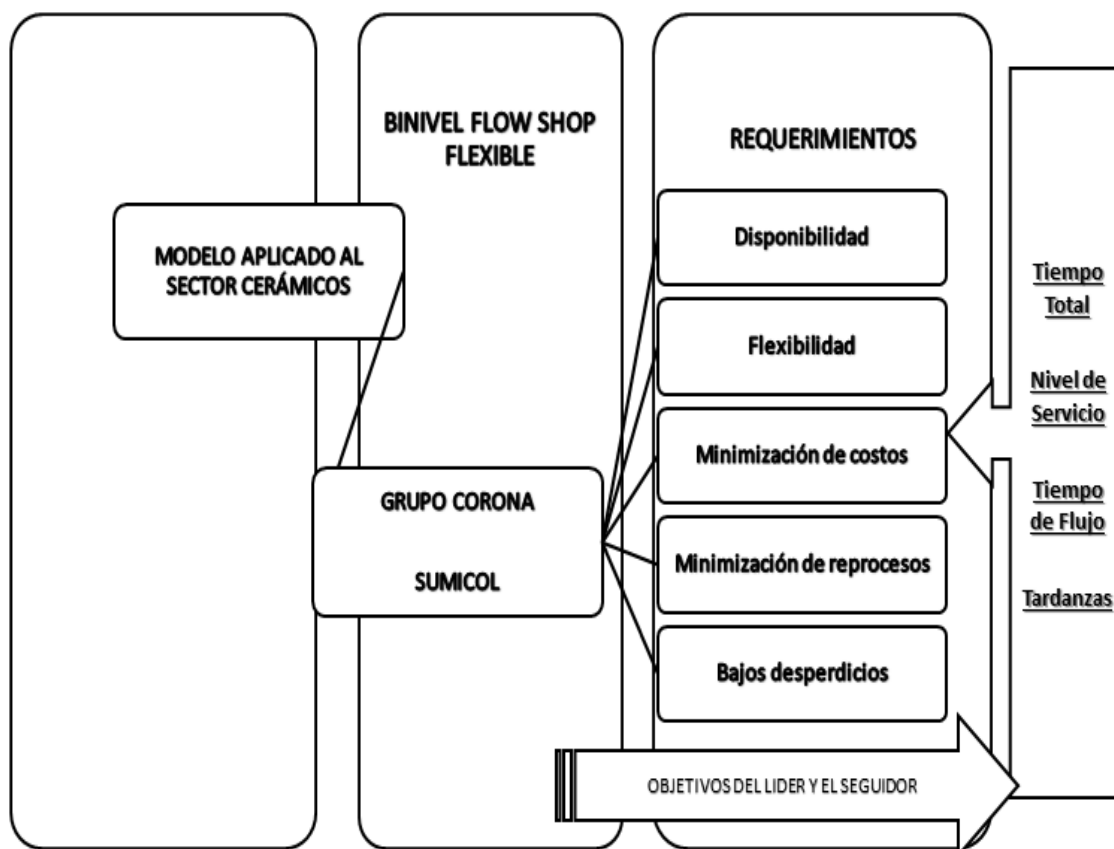 BINIVEL FLOW SHOP
FLEXIBLE
REQUERIMIENTOS
MODELO APLICADO AL
SECTOR CERÁMICOS
GRUPO CORONA
SUMICOL
Disponibilidad
Flexibilidad
Minimización de costos
Minimización de reprocesos
Bajos desperdicios
OBJETIVOS DEL LIDER Y EL SEGUIDOR
Tiempo
Total
Nivel de
Servicio
Tiempo
de Flujo
Tardanzas